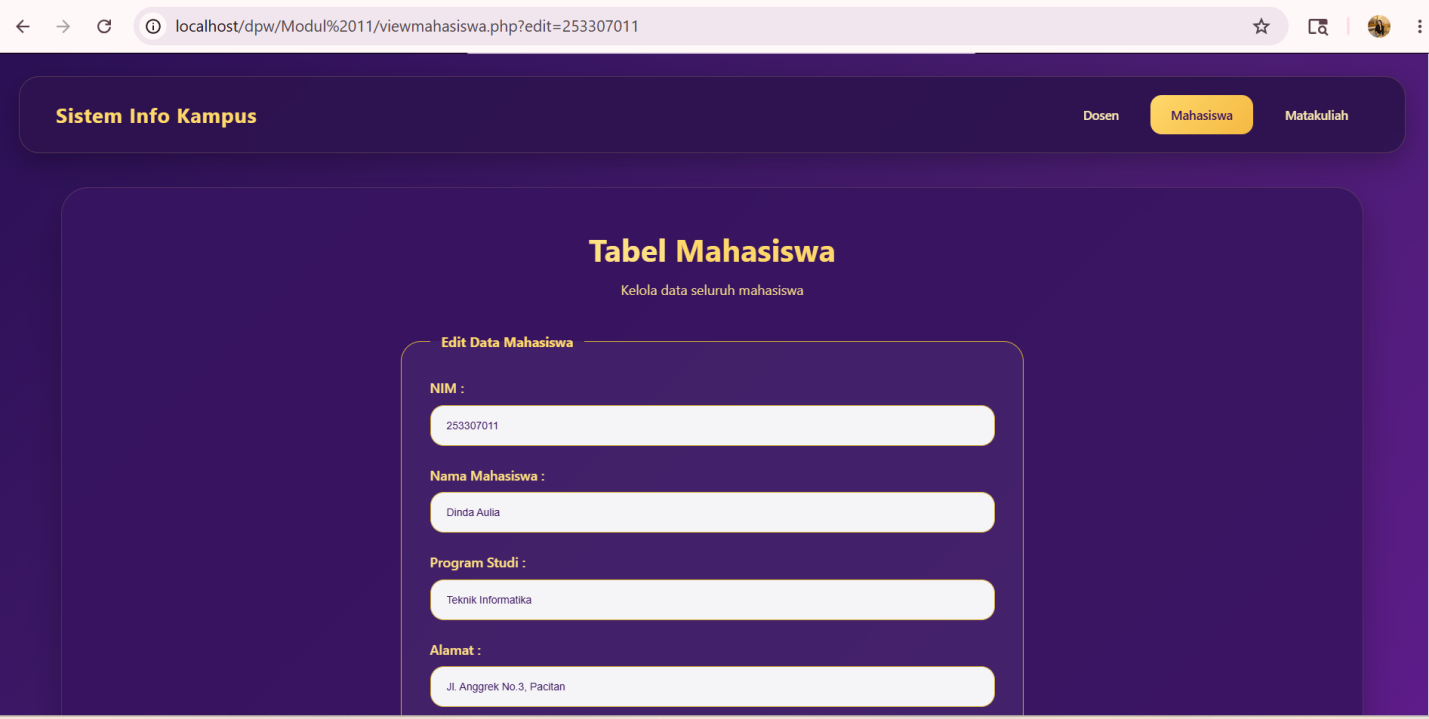 localhost/dpw/Modul%2011/viewmahasiswa.php?edit=253307011
Sistem Info Kampus
Dosen
Mahasiswa
Matakuliah
Tabel Mahasiswa
Kelola data seluruh mahasiswa
Edit Data Mahasiswa
NIM :
253307011
Nama Mahasiswa :
Dinda Aulia
Program Studi :
Teknik Informatika
Alamat :
Jl. Anggrek No.3, Pacitan